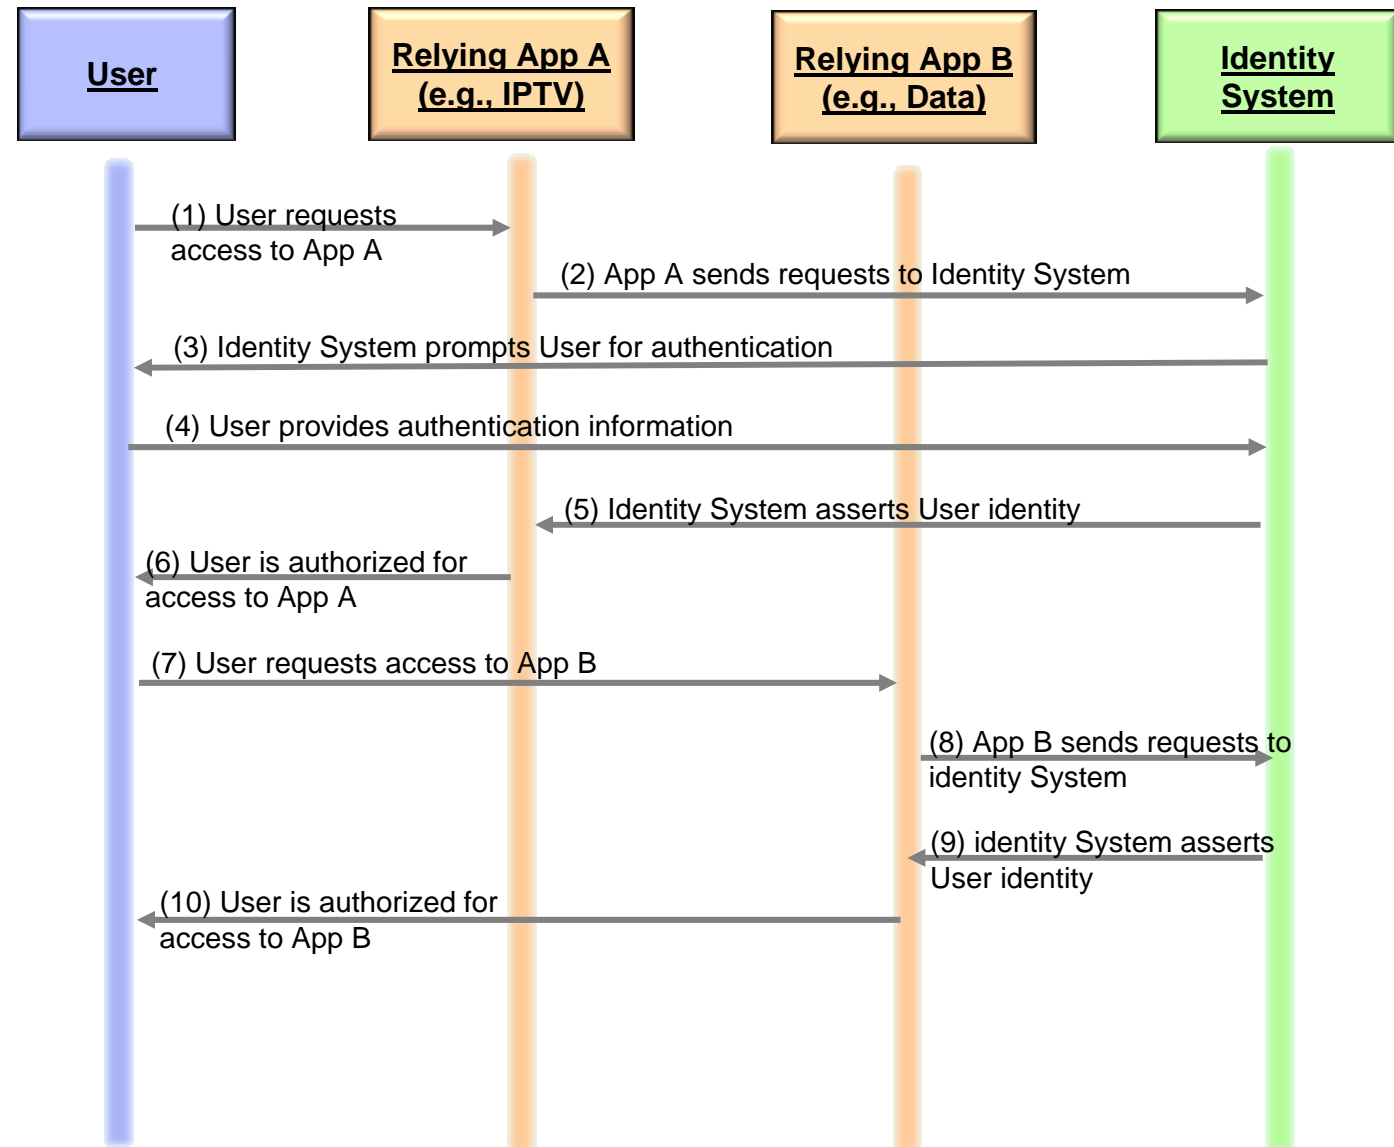 User
Relying App A
(e.g., IPTV)
Relying App B
(e.g., Data)
Identity
System
(1) User requests
access to App A
(2) App A sends requests to Identity System
(3) Identity System prompts User for authentication
(4) User provides authentication information
(5) Identity System asserts User identity
(6) User is authorized for
access to App A
(7) User requests access to App B
(8) App B sends requests to
identity System
(9) identity System asserts
User identity
(10) User is authorized for
access to App B